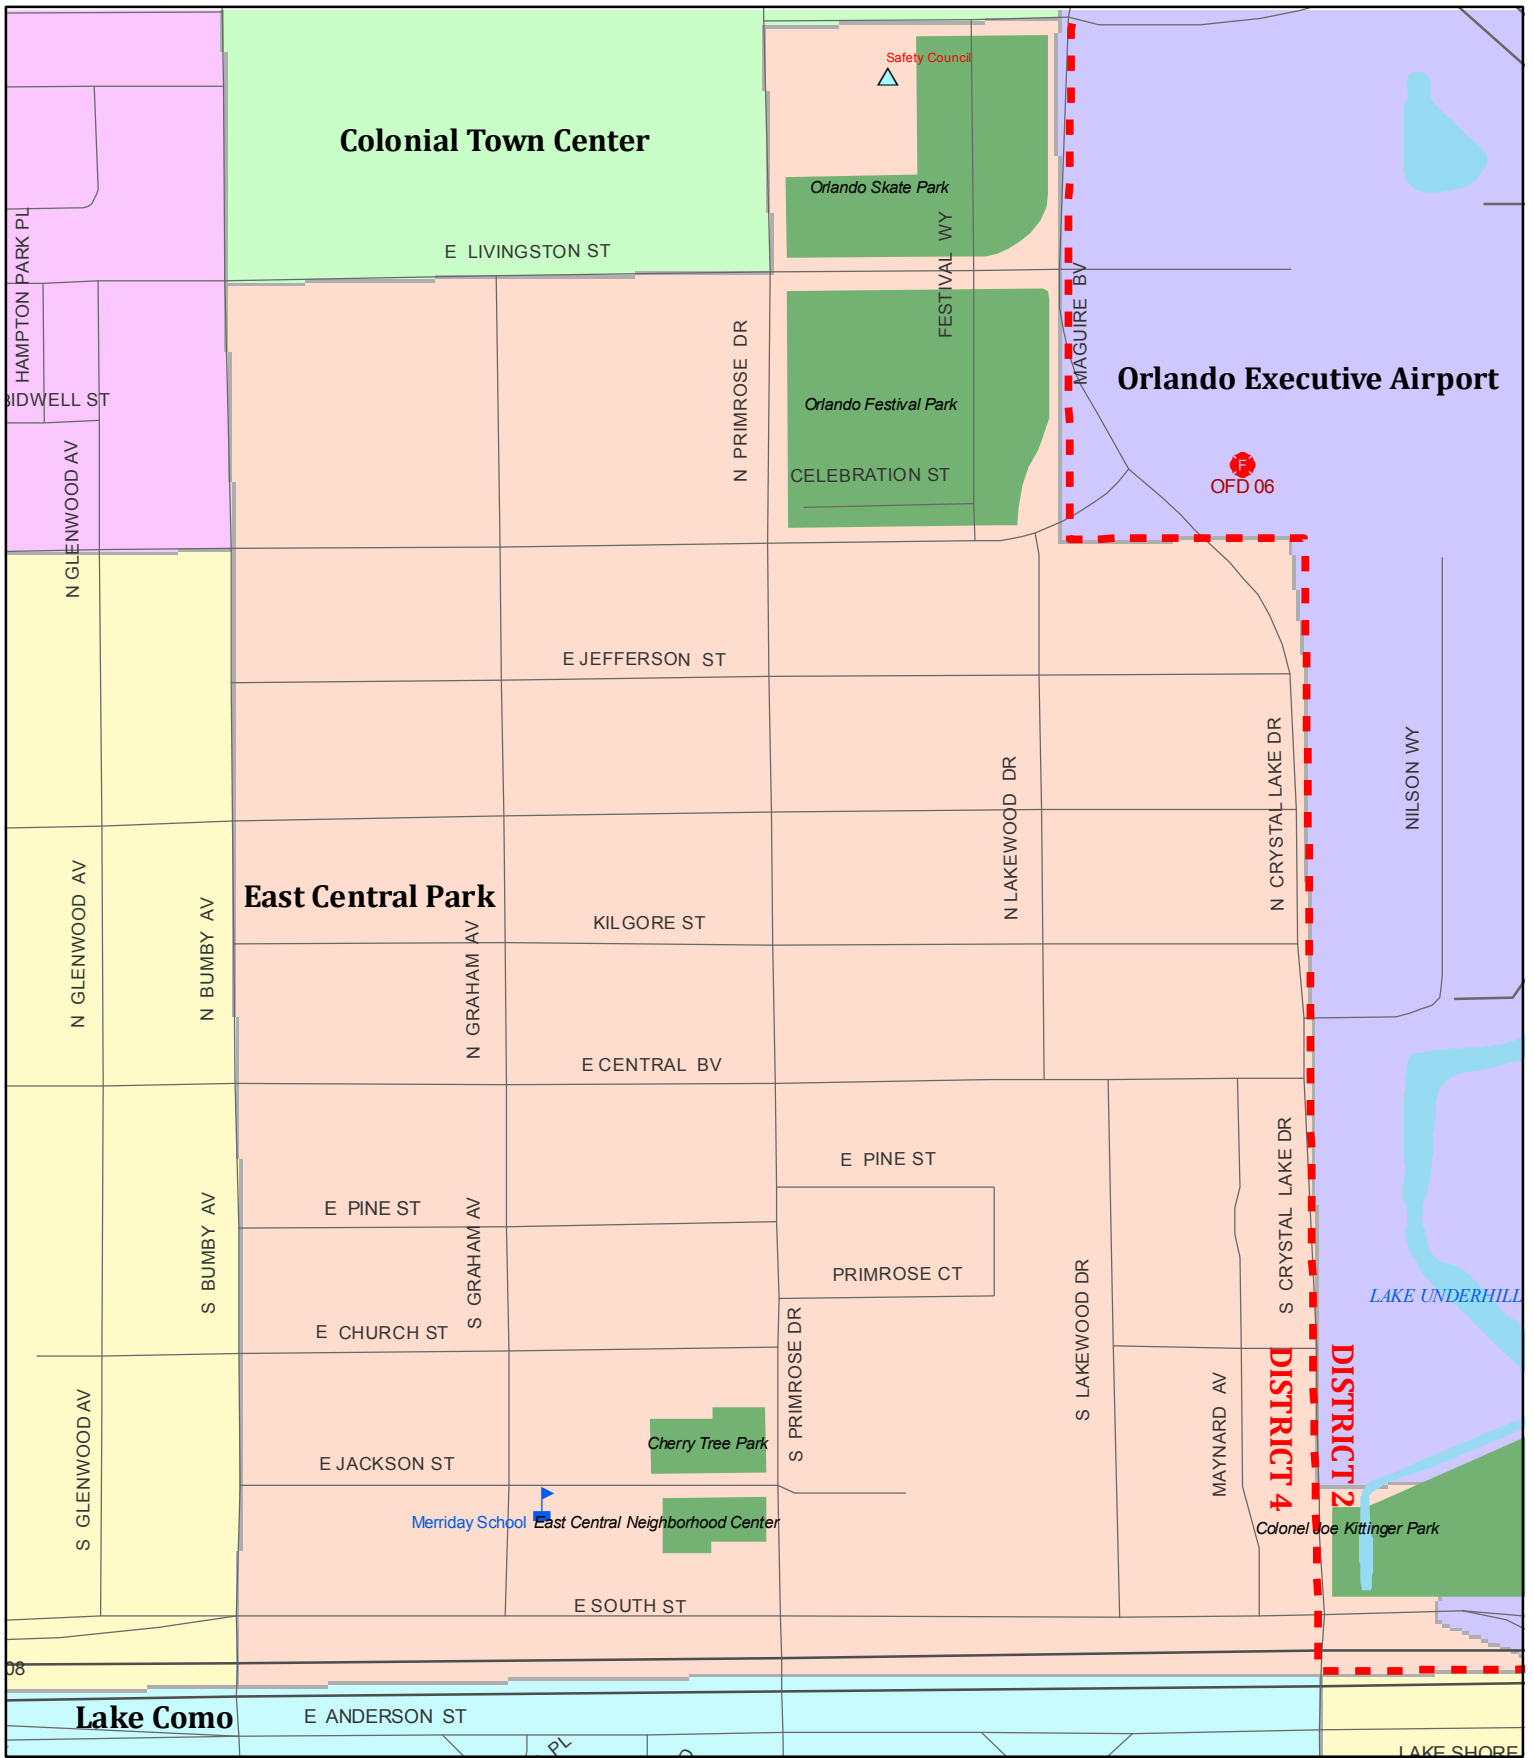 Safety Council
Colonial Town Center
Orlando Skate Park
E LIVINGSTON ST
FESTIVAL WY
HAMPTON PARK PL
MAGUIRE BV
N PRIMROSE DR
Orlando Executive Airport
BIDWELL ST
Orlando Festival Park
CELEBRATION ST
F
OFD 06
N GLENWOOD AV
E JEFFERSON ST
N CRYSTAL LAKE DR
NILSON WY
N LAKEWOOD DR
N GLENWOOD AV
N BUMBY AV
East Central Park
KILGORE ST
N GRAHAM AV
E CENTRAL BV
E PINE ST
S CRYSTAL LAKE DR
E PINE ST
S BUMBY AV
S GRAHAM AV
PRIMROSE CT
S LAKEWOOD DR
LAKE UNDERHILL
E CHURCH ST
S PRIMROSE DR
DISTRICT 4
DISTRICT 2
MAYNARD AV
S GLENWOOD AV
Cherry Tree Park
E JACKSON ST
Merriday School
East Central Neighborhood Center
Colonel Joe Kittinger Park
E SOUTH ST
08
Lake Como
E ANDERSON ST
PL
LAKE SHORE